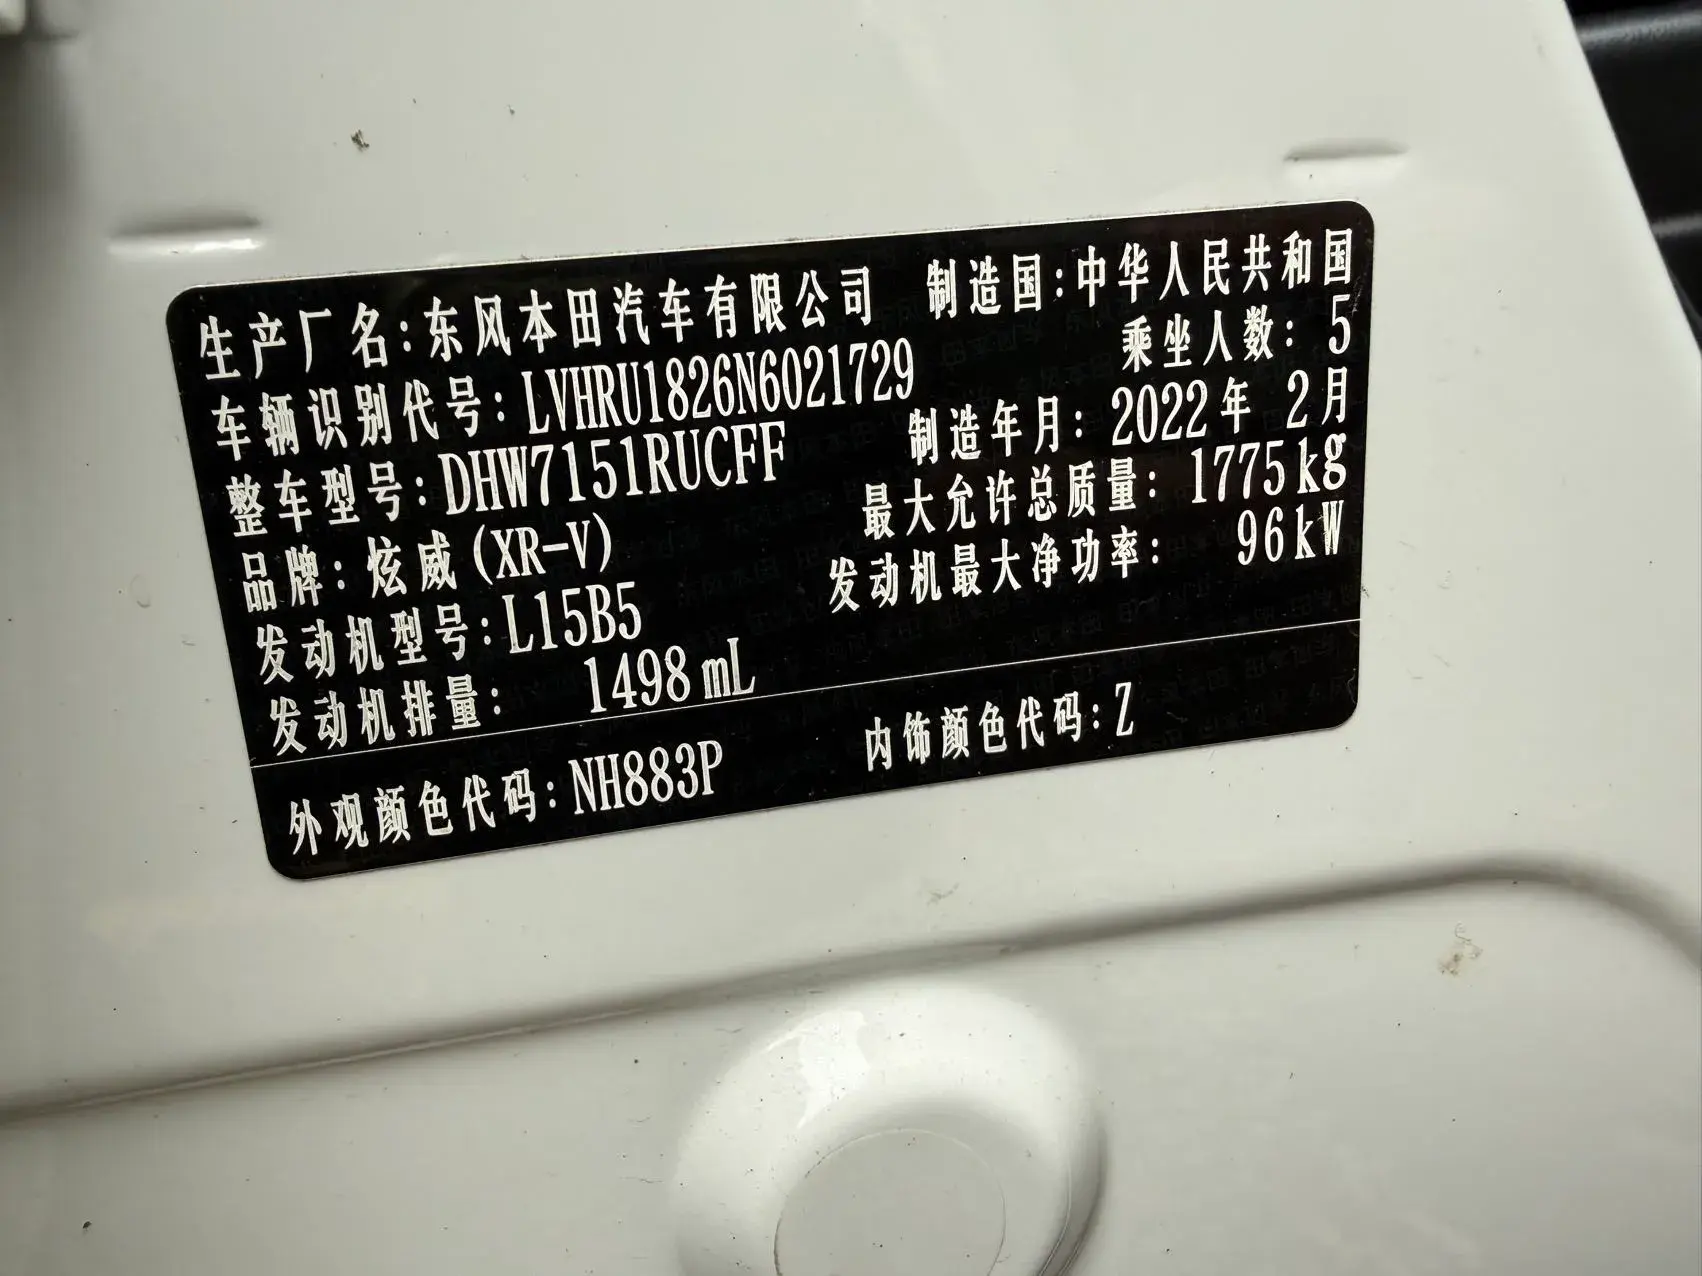 生产厂名:东风本田汽车有限公司 制造国:中华人民共和国
车辆识别代号:LVHRU1826N6021729 乘坐人数:5
整车型号:DHW7151RUCFF 制造年月:2022年 2月
品牌:炫威(XR-V) 最大允许总质量:1775kg
发动机型号:L15B5 发动机最大净功率:96kW
发动机排量:1498mL
外观颜色代码:NH883P 内饰颜色代码:Z